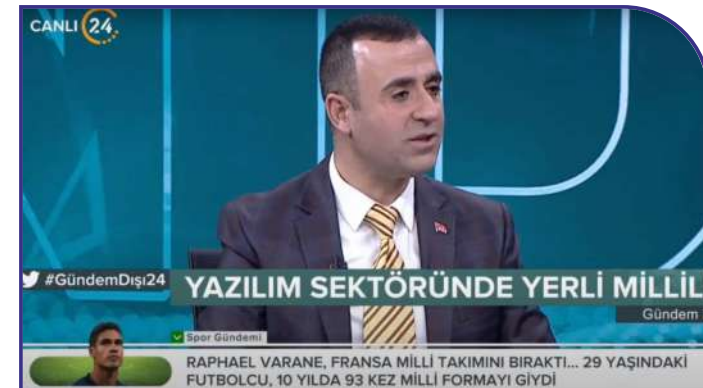 CANLI 24
#GündemDışı24
YAZILIM SEKTÖRÜNDE YERLİ MİLLİL
Gündem
Spor Gündemi
RAPHAEL VARANE, FRANSA MİLLİ TAKIMINI BIRAKTI... 29 YAŞINDAKİ
FUTBOLCU, 10 YILDA 93 KEZ MİLLİ FORMAYI GİYDİ